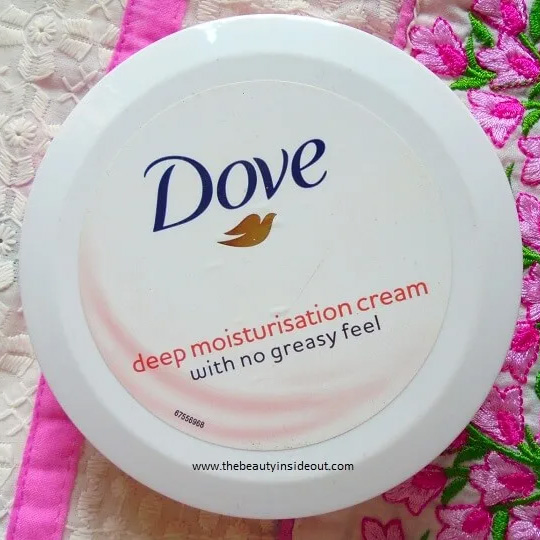 Dove
deep moisturisation cream
with no greasy feel
67556968
www.thebeautyinsideout.com